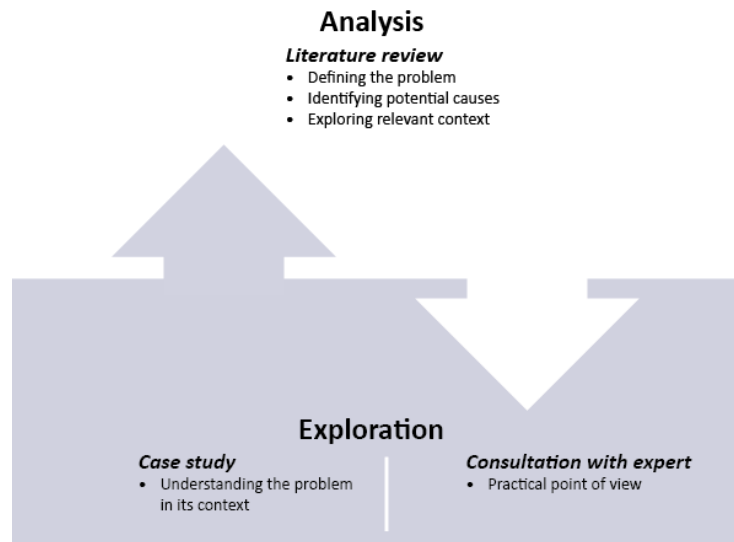 Analysis
Literature review
• Defining the problem
• Identifying potential causes
• Exploring relevant context
Exploration
Case study
• Understanding the problem
in its context
Consultation with expert
• Practical point of view